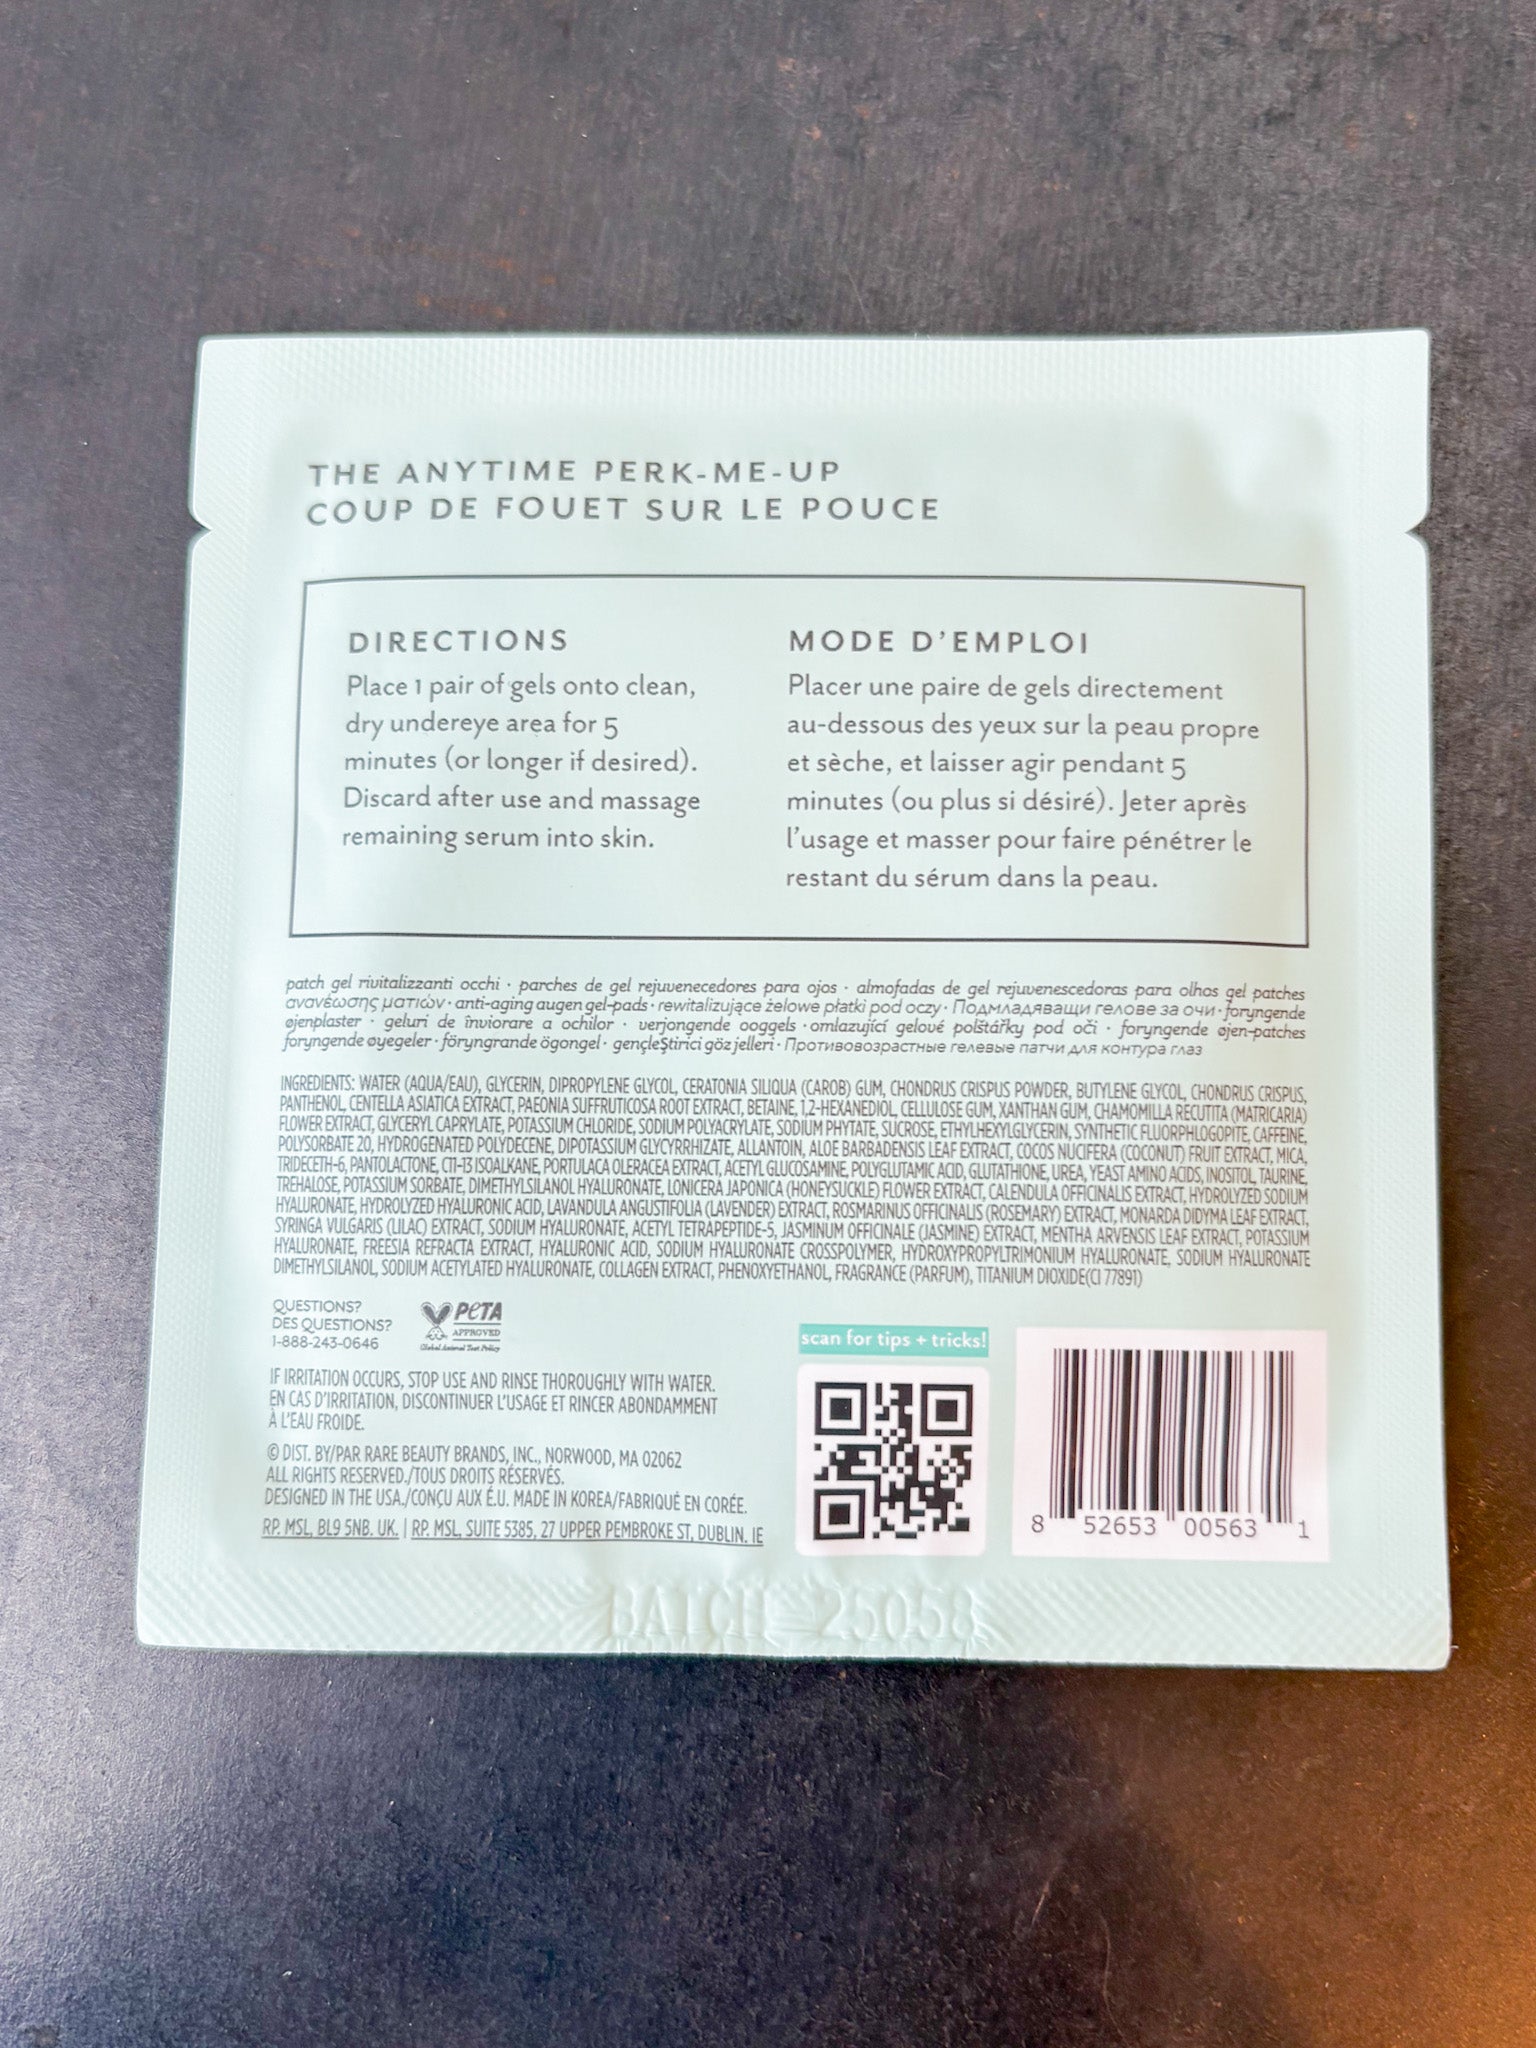 THE ANYTIME PERK-ME-UP
COUP DE FOUET SUR LE POUCE
DIRECTIONS
Place 1 pair of gels onto clean,
dry undereye area for 5
minutes (or longer if desired).
Discard after use and massage
remaining serum into skin.
MODE D'EMPLOI
Placer une paire de gels directement
au-dessous des yeux sur la peau propre
et sèche, et laisser agir pendant 5
minutes (ou plus si désiré). Jeter après
l'usage et masser pour faire pénétrer le
restant du sérum dans la peau.
patch gel rivitalizzanti occhi · parches de gel rejuvenecedores para ojos · almofadas de gel rejuvenescedoras para olhos gel patches
ανανέωσης ματιών · anti-aging augen gel-pads · rewitalizujące żelowe płatki pod oczy · Подмладяващи гелове за очи · foryngende
øjenplaster · geluri de înviorare a ochilor · verjongende ooggels · omlazující gelové polštářky pod oči · foryngende øjen-patches
foryngende øyegeler · föryngrande ögongel · gençleŞtirici göz jelleri · Противовозрастные гелевые патчи для контура глаз
INGREDIENTS: WATER (AQUA/EAU), GLYCERIN, DIPROPYLENE GLYCOL, CERATONIA SILIQUA (CAROB) GUM, CHONDRUS CRISPUS POWDER, BUTYLENE GLYCOL, CHONDRUS CRISPUS,
PANTHENOL, CENTELLA ASIATICA EXTRACT, PAEONIA SUFFRUTICOSA ROOT EXTRACT, BETAINE, 1,2-HEXANEDIOL, CELLULOSE GUM, XANTHAN GUM, CHAMOMILLA RECUTITA (MATRICARIA)
FLOWER EXTRACT, GLYCERYL CAPRYLATE, POTASSIUM CHLORIDE, SODIUM POLYACRYLATE, SODIUM PHYTATE, SUCROSE, ETHYLHEXYLGLYCERIN, SYNTHETIC FLUORPHLOGOPITE, CAFFEINE,
POLYSORBATE 20, HYDROGENATED POLYDECENE, DIPOTASSIUM GLYCYRRHIZATE, ALLANTOIN, ALOE BARBADENSIS LEAF EXTRACT, COCOS NUCIFERA (COCONUT) FRUIT EXTRACT, MICA,
TRIDECETH-6, PANTOLACTONE, C11-13 ISOALKANE, PORTULACA OLERACEA EXTRACT, ACETYL GLUCOSAMINE, POLYGLUTAMIC ACID, GLUTATHIONE, UREA, YEAST AMINO ACIDS, INOSITOL, TAURINE,
TREHALOSE, POTASSIUM SORBATE, DIMETHYLSILANOL HYALURONATE, LONICERA JAPONICA (HONEYSUCKLE) FLOWER EXTRACT, CALENDULA OFFICINALIS EXTRACT, HYDROLYZED SODIUM
HYALURONATE, HYDROLYZED HYALURONIC ACID, LAVANDULA ANGUSTIFOLIA (LAVENDER) EXTRACT, ROSMARINUS OFFICINALIS (ROSEMARY) EXTRACT, MONARDA DIDYMA LEAF EXTRACT,
SYRINGA VULGARIS (LILAC) EXTRACT, SODIUM HYALURONATE, ACETYL TETRAPEPTIDE-5, JASMINUM OFFICINALE (JASMINE) EXTRACT, MENTHA ARVENSIS LEAF EXTRACT, POTASSIUM
HYALURONATE, FREESIA REFRACTA EXTRACT, HYALURONIC ACID, SODIUM HYALURONATE CROSSPOLYMER, HYDROXYPROPYLTRIMONIUM HYALURONATE, SODIUM HYALURONATE
DIMETHYLSILANOL, SODIUM ACETYLATED HYALURONATE, COLLAGEN EXTRACT, PHENOXYETHANOL, FRAGRANCE (PARFUM), TITANIUM DIOXIDE(CI 77891)
QUESTIONS?
DES QUESTIONS?
1-888-243-0646
PETA
APPROVED
Global Animal Test Policy
IF IRRITATION OCCURS, STOP USE AND RINSE THOROUGHLY WITH WATER.
EN CAS D'IRRITATION, DISCONTINUER L'USAGE ET RINCER ABONDAMMENT
À L'EAU FROIDE.
© DIST. BY/PAR RARE BEAUTY BRANDS, INC., NORWOOD, MA 02062
ALL RIGHTS RESERVED./TOUS DROITS RÉSERVÉS.
DESIGNED IN THE USA./CONÇU AUX É.U. MADE IN KOREA/FABRIQUÉ EN CORÉE.
RP. MSL, BL9 5NB. UK. | RP. MSL, SUITE 5385, 27 UPPER PEMBROKE ST, DUBLIN. IE
scan for tips + tricks!
8 52653 00563 1
BATCH 25058